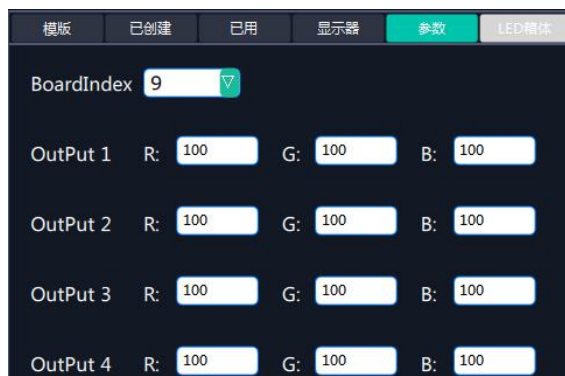 模版 已创建 已用 显示器 参数 LED箱体
BoardIndex 9
OutPut 1 R: 100 G: 100 B: 100
OutPut 2 R: 100 G: 100 B: 100
OutPut 3 R: 100 G: 100 B: 100
OutPut 4 R: 100 G: 100 B: 100